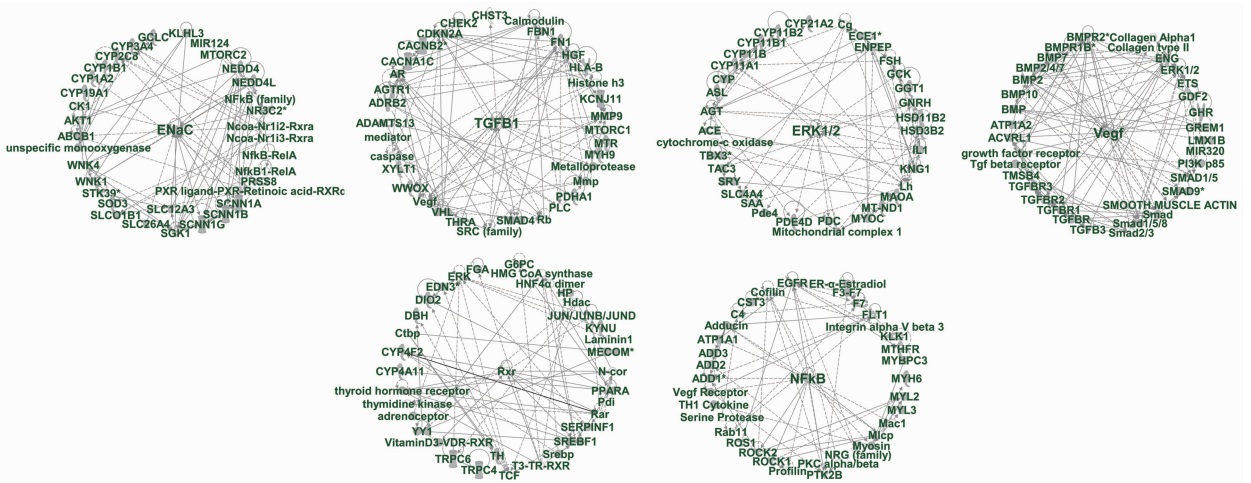 GCLC
KLHL3
CYP3A4
MIR124
CYP2C8
MTORC2
CYP1B1
NEDD4
CYP1A2
NEDD4L
CYP19A1
NFkB (family)
CK1
NR3C2*
AKT1
ENaC
Ncoa-Nr1i2-Rxra
ABCB1
Ncoa-Nr1i3-Rxra
unspecific monooxygenase
NfkB-RelA
WNK4
NfkB1-RelA
WNK1
PRSS8
STK39*
PXR ligand-PXR-Retinoic acid-RXRα
SOD3
SLC12A3
SCNN1A
SLCO1B1
SCNN1B
SLC26A4
SCNN1G
SGK1
CHST3
CHEK2
Calmodulin
CDKN2A
FBN1
CACNB2*
FN1
CACNA1C
HGF
AR
HLA-B
AGTR1
Histone h3
ADRB2
KCNJ11
ADAMTS13
TGFB1
MMP9
mediator
MTORC1
caspase
MTR
XYLT1
MYH9
Metalloprotease
WWOX
Mmp
Vegf
PDHA1
VHL
PLC
THRA
SMAD4
Rb
SRC (family)
CYP21A2
Cg
CYP11B2
ECE1*
CYP11B1
ENPEP
CYP11B
FSH
CYP11A1
GCK
CYP
GGT1
ASL
GNRH
AGT
HSD11B2
ACE
ERK1/2
HSD3B2
cytochrome-c oxidase
IL1
TBX3*
KNG1
TAC3
Lh
SRY
MAOA
SLC4A4
MT-ND1
SAA
MYOC
Pde4
PDE4D
PDC
Mitochondrial complex 1
BMPR2*
Collagen Alpha1
BMPR1B*
Collagen type II
BMP7
ENG
BMP2/4/7
ERK1/2
BMP2
ETS
BMP10
GDF2
BMP
GHR
ATP1A2
Vegf
GREM1
ACVRL1
LMX1B
growth factor receptor
MIR320
Tgf beta receptor
PI3K p85
TMSB4
SMAD1/5
TGFBR3
SMAD9*
TGFBR2
SMOOTH MUSCLE ACTIN
TGFBR1
Smad
TGFBR
Smad1/5/8
TGFB3
Smad2/3
G6PC
FGA
HMG CoA synthase
ERK
HNF4α dimer
EDN3*
HP
DIO2
Hdac
DBH
JUN/JUNB/JUND
Ctbp
KYNU
Laminin1
CYP4F2
MECOM*
CYP4A11
Rxr
N-cor
thyroid hormone receptor
PPARA
thymidine kinase
Pdi
adrenoceptor
Rar
YY1
SERPINF1
VitaminD3-VDR-RXR
SREBF1
TRPC6
TH
Srebp
TRPC4
T3-TR-RXR
TCF
EGFR
ER-α-Estradiol
Cofilin
F3-F7
CST3
F7
C4
FLT1
Adducin
Integrin alpha V beta 3
ATP1A1
KLK1
ADD3
MTHFR
ADD2
MYBPC3
ADD1*
NFkB
MYH6
Vegf Receptor
MYL2
TH1 Cytokine
MYL3
Serine Protease
Mac1
Rab11
Mlcp
ROS1
Myosin
ROCK2
NRG (family)
ROCK1
PKC alpha/beta
Profilin
PTK2B